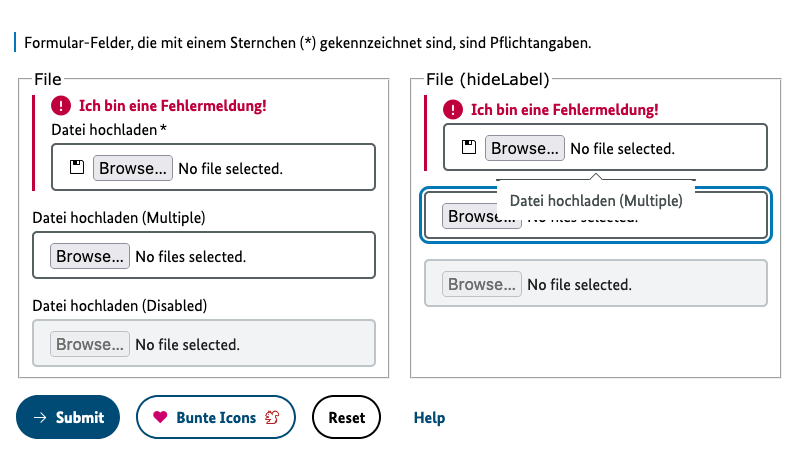 Formular-Felder, die mit einem Sternchen (*) gekennzeichnet sind, sind Pflichtangaben.
File
Ich bin eine Fehlermeldung!
Datei hochladen *
Browse... No file selected.
Datei hochladen (Multiple)
Browse... No files selected.
Datei hochladen (Disabled)
Browse... No file selected.
File (hideLabel)
Ich bin eine Fehlermeldung!
Browse... No file selected.
Datei hochladen (Multiple)
Browse... No files selected.
Browse... No file selected.
→ Submit
Bunte Icons
Reset
Help